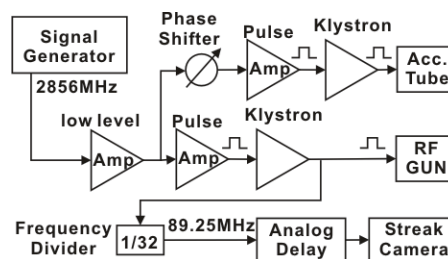 Signal
Generator
2856MHz
Phase
Shifter
Pulse
Amp
Klystron
Acc.
Tube
low level
Amp
Pulse
Amp
Klystron
RF
GUN
Frequency
Divider
1/32
89.25MHz
Analog
Delay
Streak
Camera